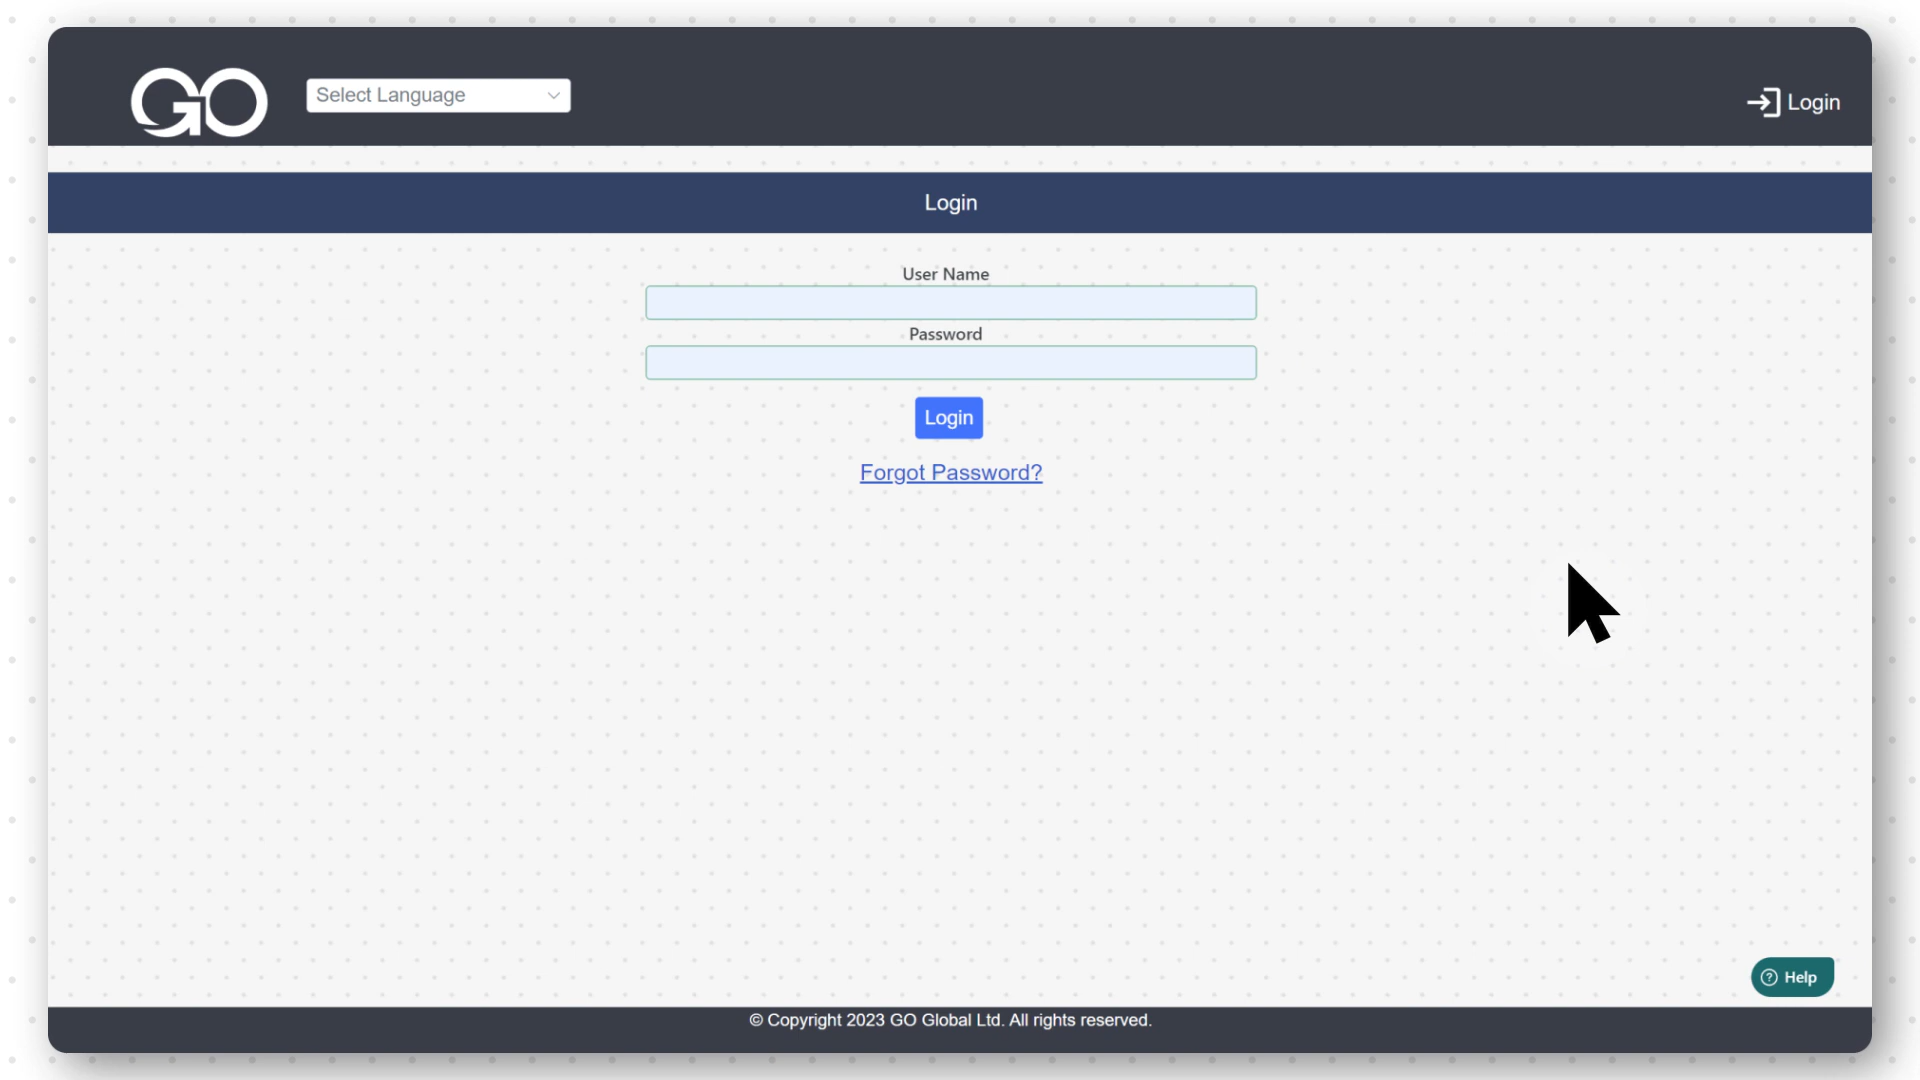 GO
Select Language
Login
Login
User Name
Password
Login
Forgot Password?
Help
© Copyright 2023 GO Global Ltd. All rights reserved.